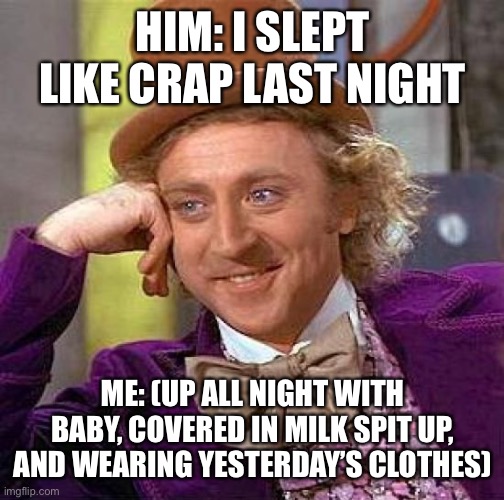 HIM: I SLEPT
LIKE CRAP LAST NIGHT
ME: (UP ALL NIGHT WITH
BABY, COVERED IN MILK SPIT UP,
AND WEARING YESTERDAY'S CLOTHES)
imgflip.com